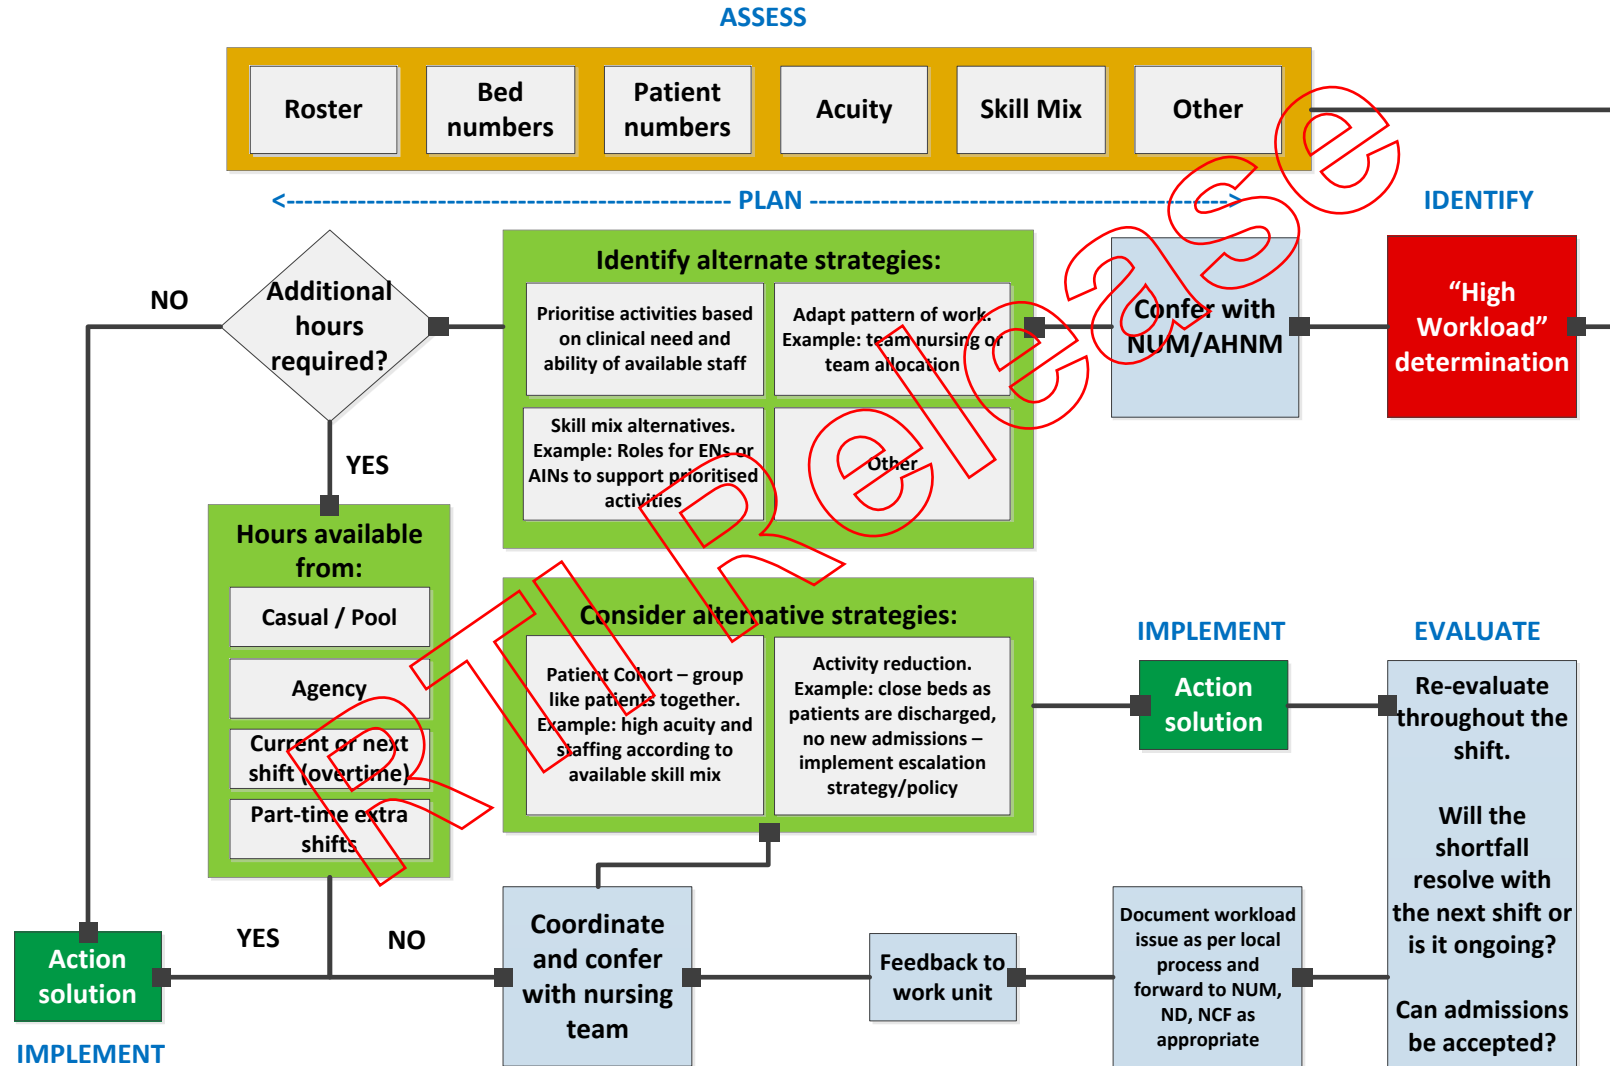 ASSESS
Roster
Bed
numbers
Patient
numbers
Acuity
Skill Mix
Other
<--------------------------------------- PLAN --------------------------------------->
IDENTIFY
NO
Additional
hours
required?
Identify alternate strategies:
Prioritise activities based
on clinical need and
ability of available staff
Adapt pattern of work.
Example: team nursing or
team allocation
Skill mix alternatives.
Example: Roles for ENs or
AINs to support prioritised
activities
Other
Confer with
NUM/AHNM
“High
Workload”
determination
YES
Hours available
from:
Casual / Pool
Agency
Current or next
shift (overtime)
Part-time extra
shifts
Consider alternative strategies:
Patient Cohort – group
like patients together.
Example: high acuity and
staffing according to
available skill mix
Activity reduction.
Example: close beds as
patients are discharged,
no new admissions –
implement escalation
strategy/policy
IMPLEMENT
Action
solution
EVALUATE
Re-evaluate
throughout the
shift.
Will the
shortfall
resolve with
the next shift or
is it ongoing?
Can admissions
be accepted?
YES
NO
Action
solution
IMPLEMENT
Coordinate
and confer
with nursing
team
Feedback to
work unit
Document workload
issue as per local
process and
forward to NUM,
ND, NCF as
appropriate
RTI Release